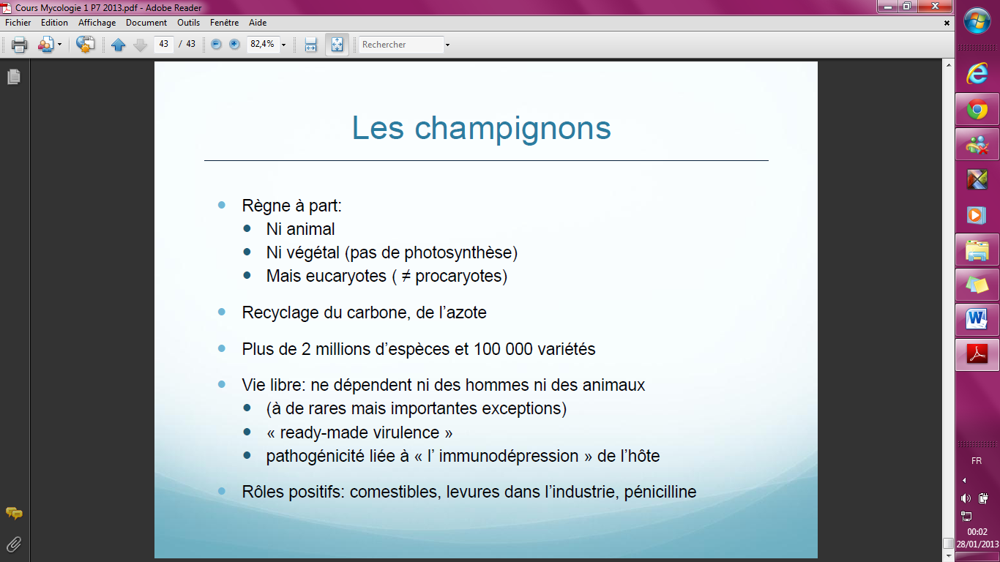 Cours Mycologie 1 P7 2013.pdf - Adobe Reader
Fichier Edition Affichage Document Outils Fenêtre Aide
43 / 43 82,4% Rechercher
Les champignons
Règne à part:
Ni animal
Ni végétal (pas de photosynthèse)
Mais eucaryotes ( ≠ procaryotes)
Recyclage du carbone, de l’azote
Plus de 2 millions d’espèces et 100 000 variétés
Vie libre: ne dépendent ni des hommes ni des animaux
(à de rares mais importantes exceptions)
« ready-made virulence »
pathogénicité liée à « l’ immunodépression » de l’hôte
Rôles positifs: comestibles, levures dans l’industrie, pénicilline
FR
00:02
28/01/2013